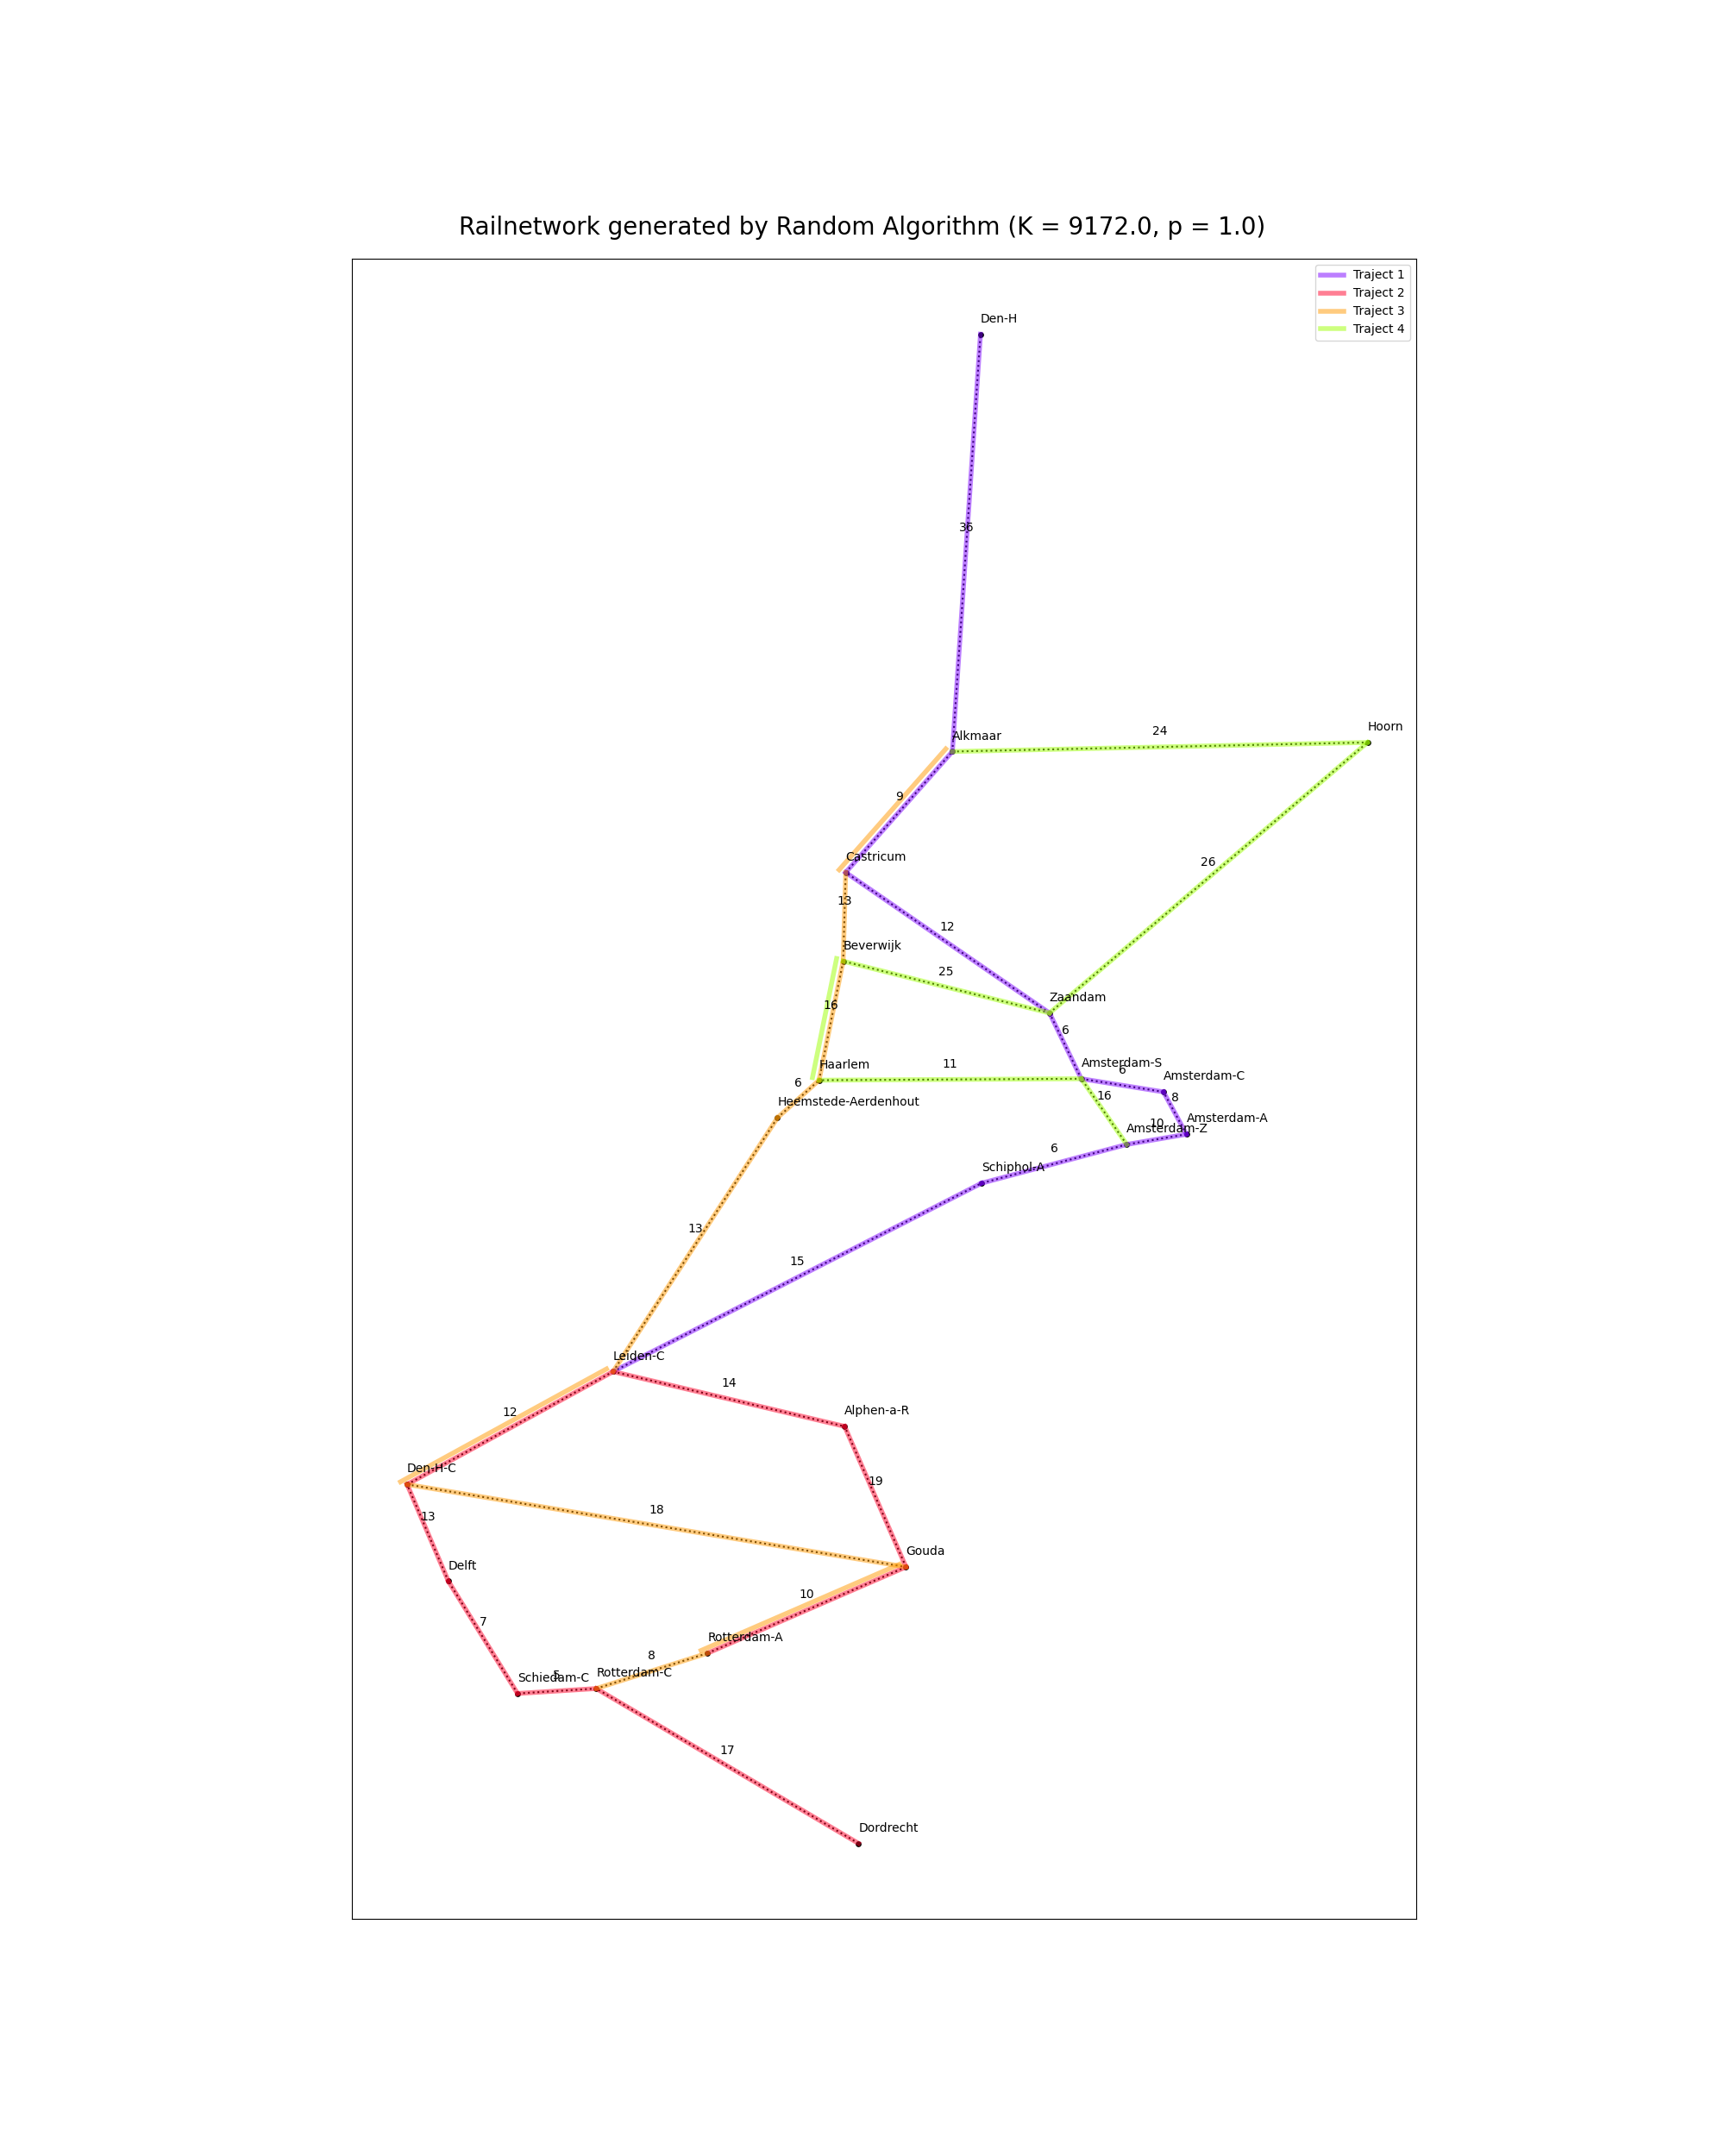 Railnetwork generated by Random Algorithm (K = 9172.0, p = 1.0)
Traject 1
Traject 2
Traject 3
Traject 4
Den-H
36
Hoorn
24
Alkmaar
9
Castricum
26
13
12
Beverwijk
25
Zaandam
16
6
Haarlem
11
Amsterdam-S
6
Amsterdam-C
6
Heemstede-Aerdenhout
16
8
Amsterdam-A
10
Amsterdam-Z
6
Schiphol-A
13
15
Leiden-C
14
12
Alphen-a-R
Den-H-C
19
18
13
Gouda
Delft
10
7
Rotterdam-A
8
Rotterdam-C
5
Schiedam-C
17
Dordrecht